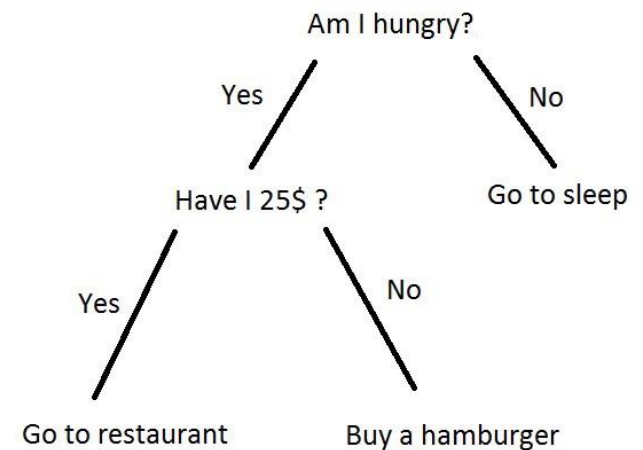 Am I hungry?
Yes
No
Have I 25$ ?
Go to sleep
Yes
No
Go to restaurant
Buy a hamburger